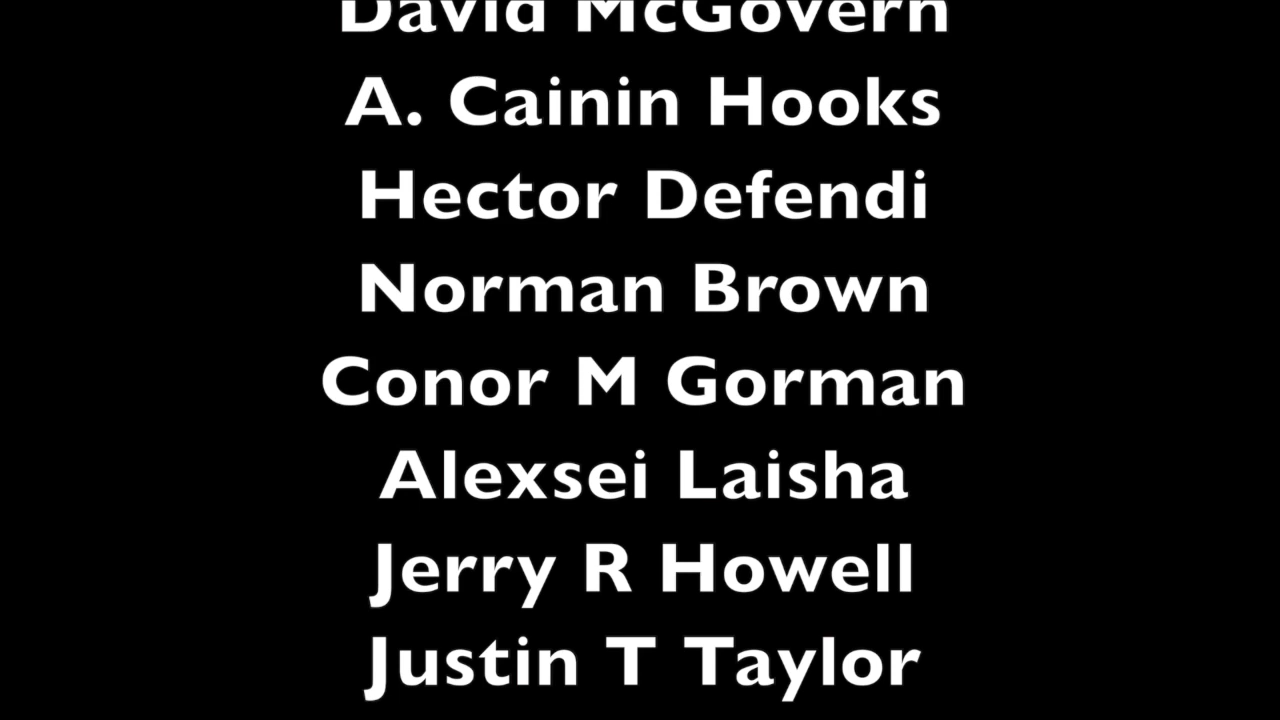 David McGovern
A. Cainin Hooks
Hector Defendi
Norman Brown
Conor M Gorman
Alexsei Laisha
Jerry R Howell
Justin T Taylor